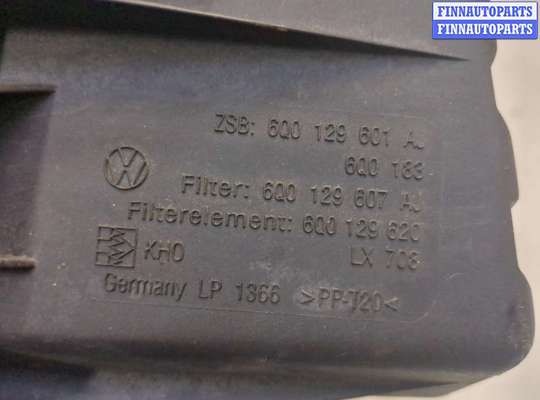 FINNAUTOPARTS
FINNAUTOPARTS
ZSB: 6Q0 129 601 AJ
6Q0 183
Filter: 6Q0 129 607 AJ
Filterelement: 6Q0 129 620
KHO LX 703
Germany LP 1366 >PP-T20<